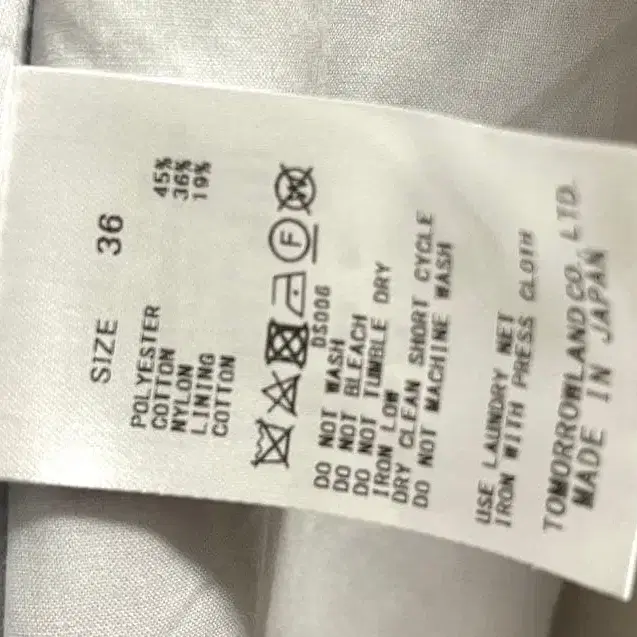 SIZE 36
POLYESTER 45%
COTTON 36%
NYLON 19%
LINING
COTTON
F W
DS006
DO NOT WASH
DO NOT BLEACH
DO NOT TUMBLE DRY
IRON LOW
DRY CLEAN SHORT CYCLE
DO NOT MACHINE WASH
USE LAUNDRY NET
IRON WITH PRESS CLOTH
TOMORROWLAND CO., LTD.
MADE IN JAPAN